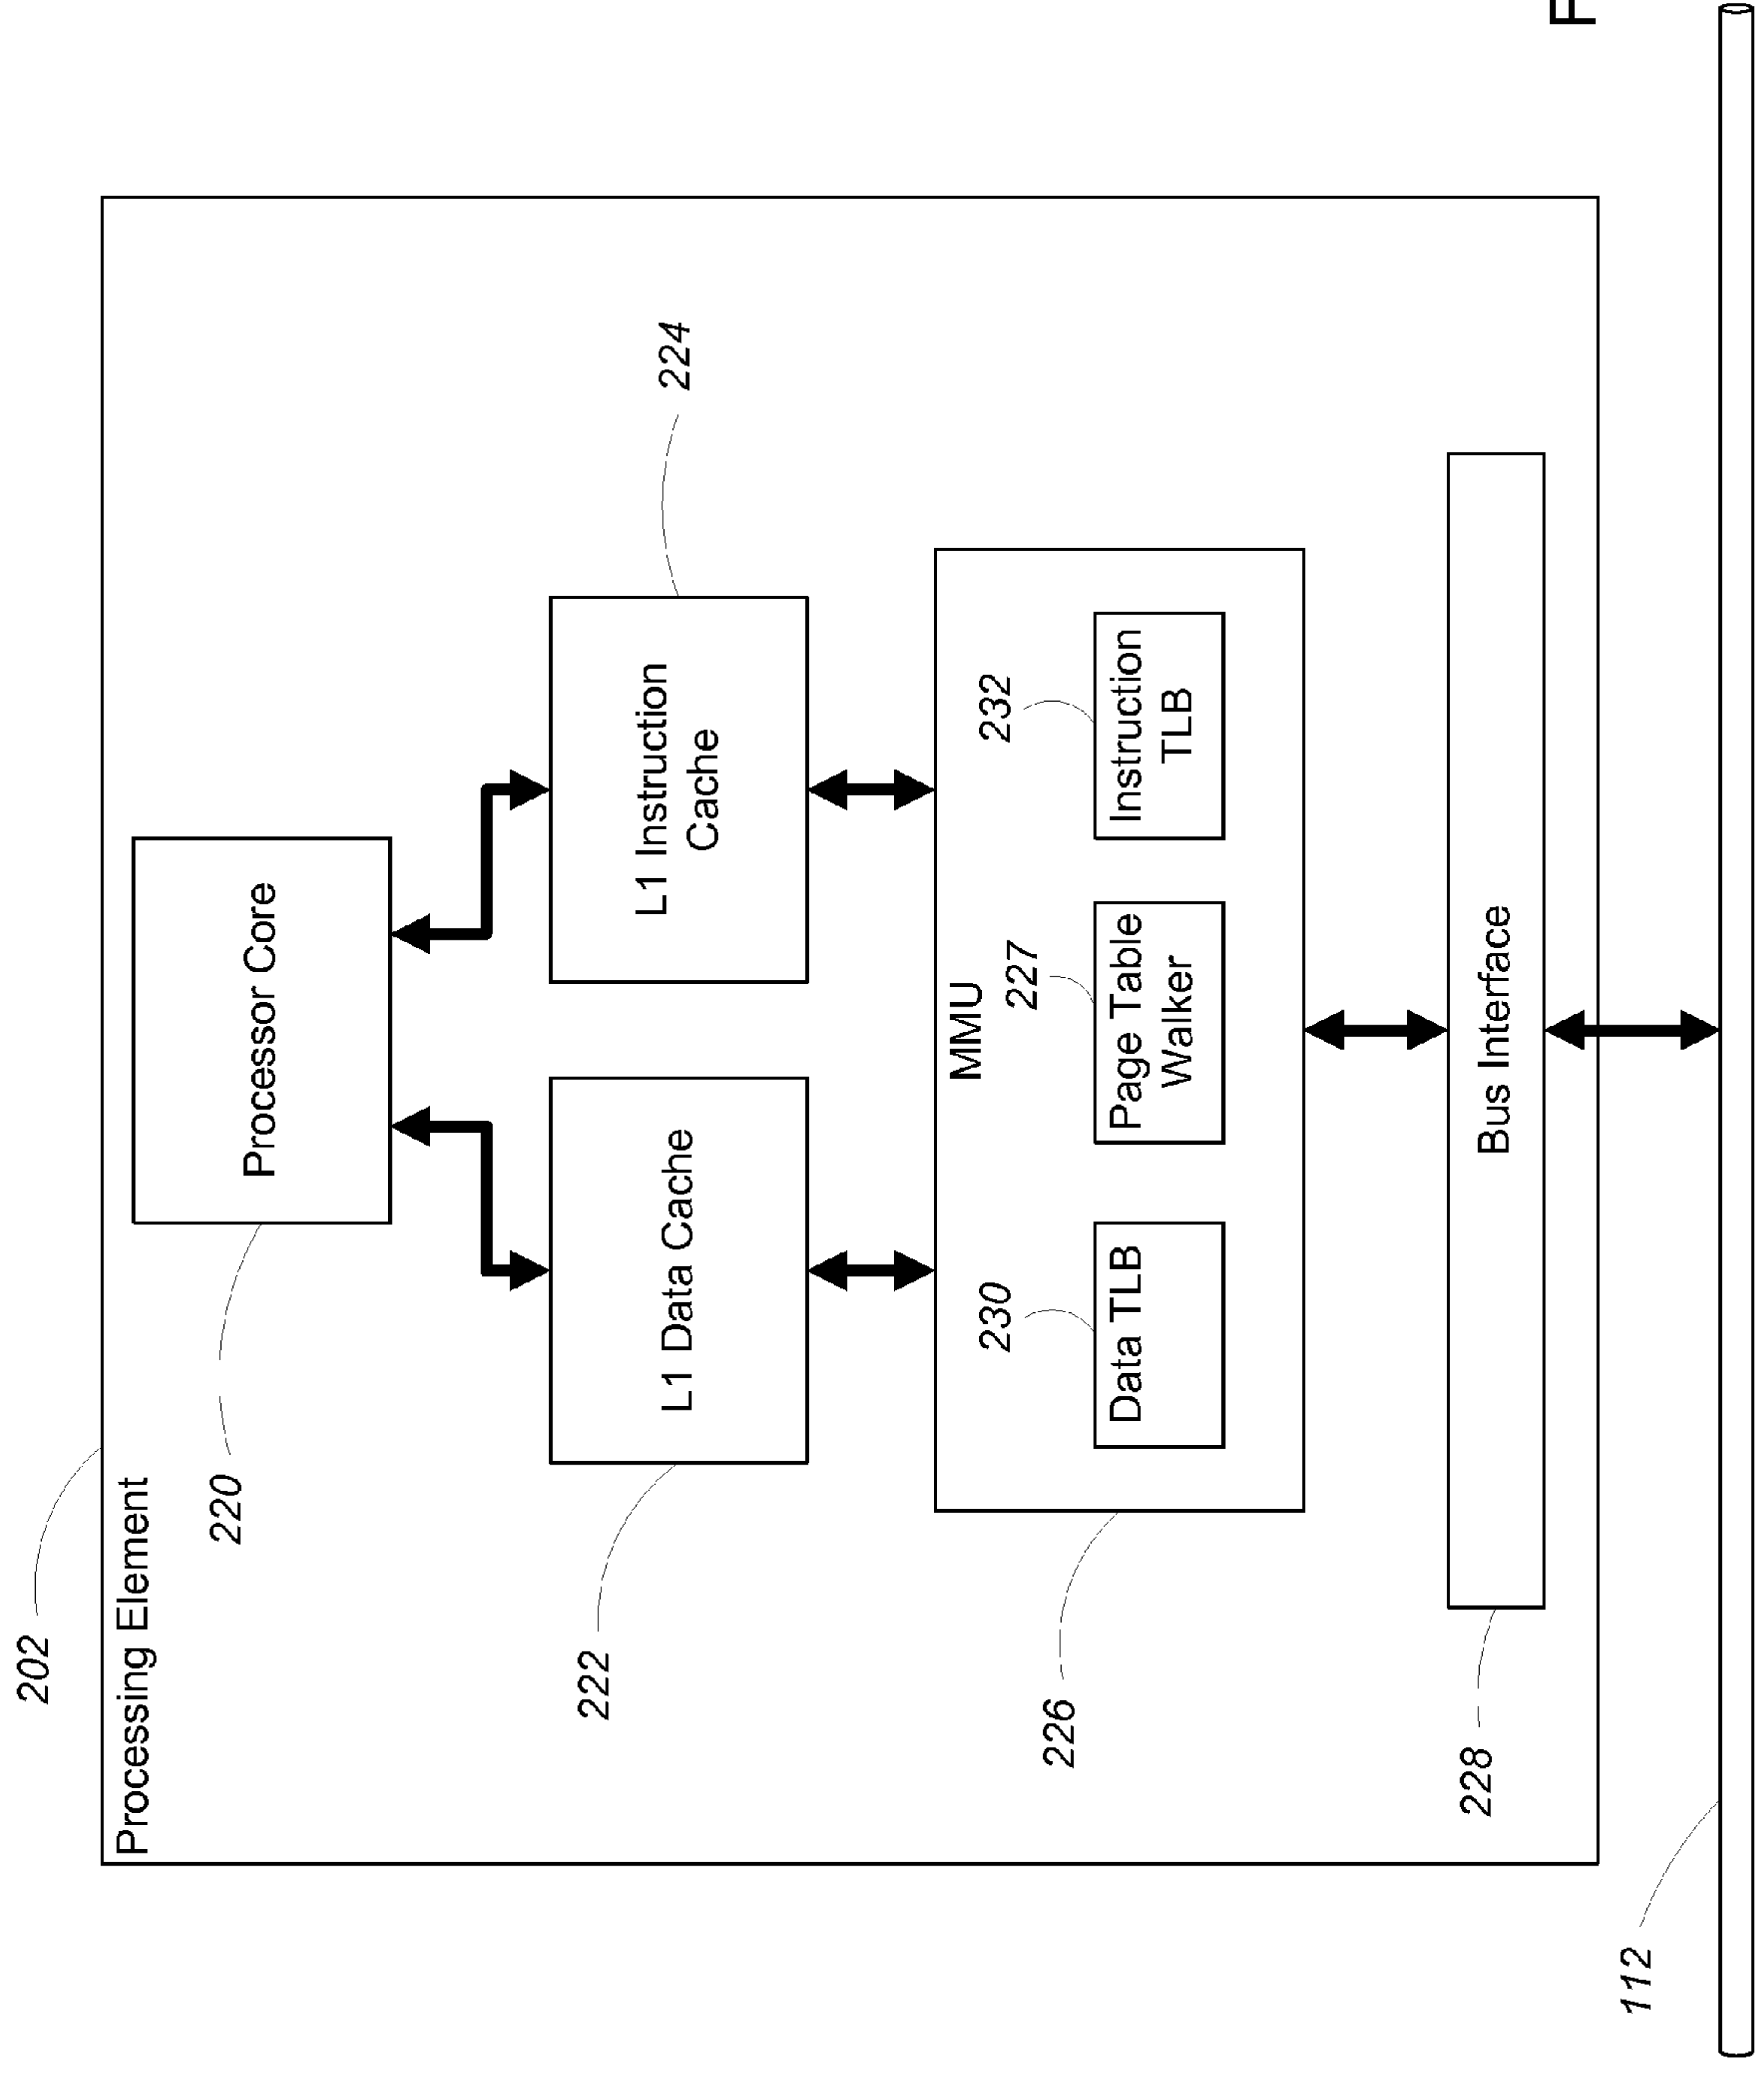 202
Processing Element
220
Processor Core
222
L1 Data Cache
L1 Instruction
Cache
224
226
MMU
230
Data TLB
227
Page Table
Walker
232
Instruction
TLB
228
Bus Interface
112
F